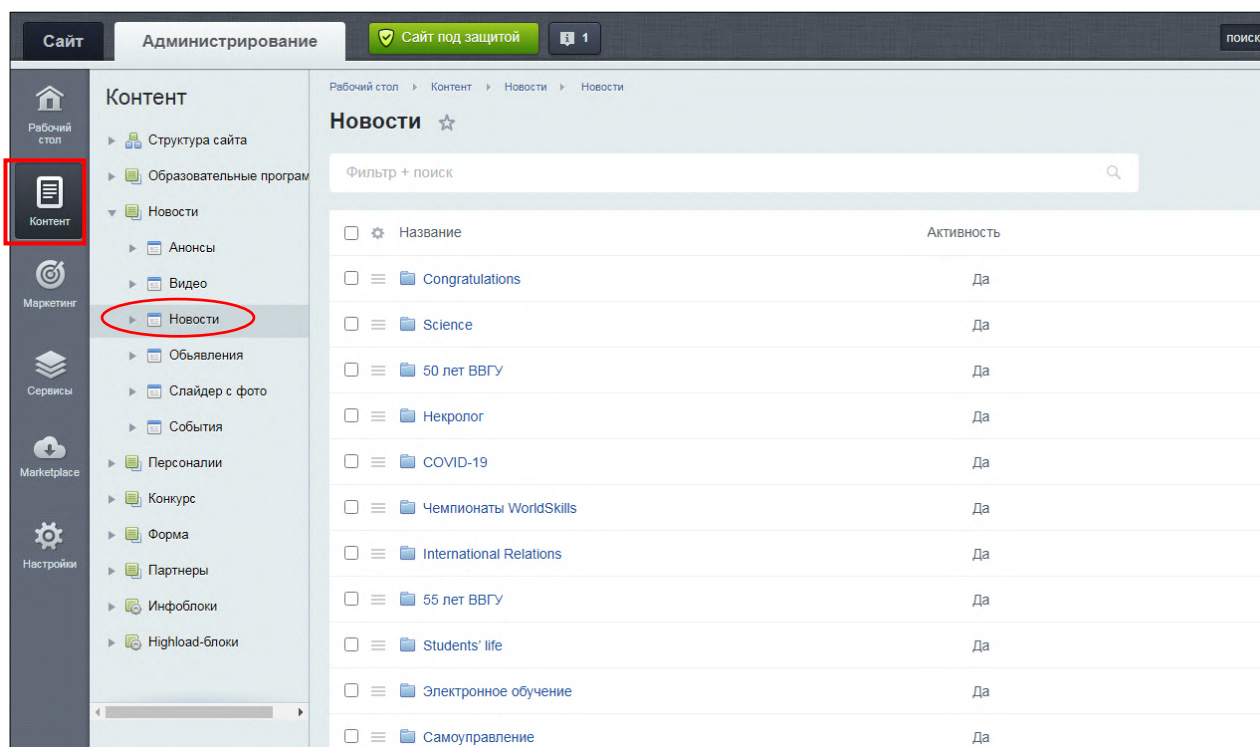 Сайт
Администрирование
Сайт под защитой
1
поиск
Рабочий стол
Контент
Маркетинг
Сервисы
Marketplace
Настройки
Контент
Структура сайта
Образовательные програм
Новости
Анонсы
Видео
Новости
Объявления
Слайдер с фото
События
Персоналии
Конкурс
Форма
Партнеры
Инфоблоки
Highload-блоки
Рабочий стол Контент Новости Новости
Новости
Фильтр + поиск
Название Активность
Congratulations Да
Science Да
50 лет ВВГУ Да
Некролог Да
COVID-19 Да
Чемпионаты WorldSkills Да
International Relations Да
55 лет ВВГУ Да
Students' life Да
Электронное обучение Да
Самоуправление Да